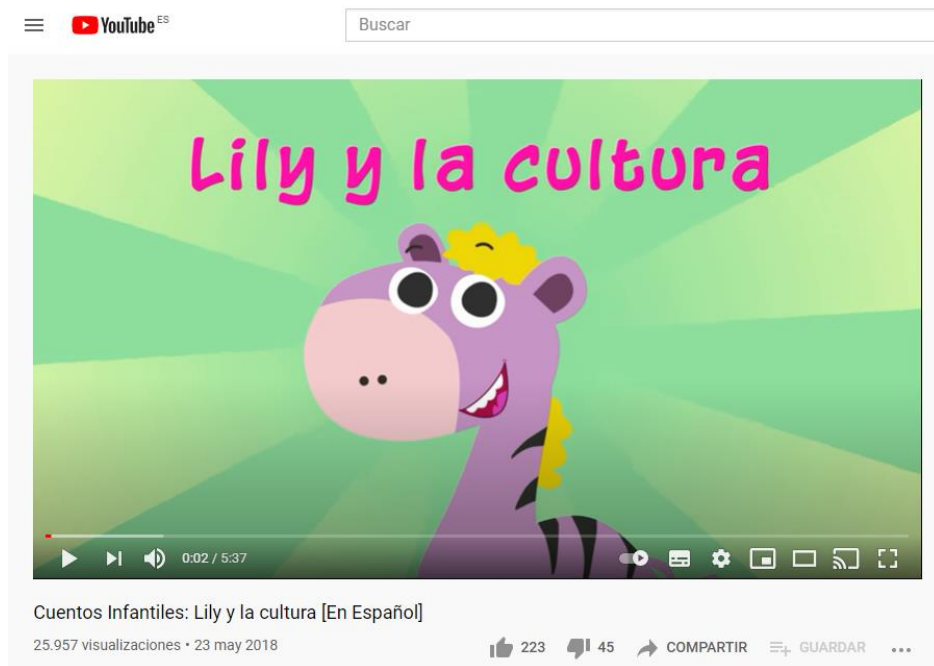 YouTube ES
Buscar
Lily y la cultura
0:02 / 5:37
Cuentos Infantiles: Lily y la cultura [En Español]
25.957 visualizaciones • 23 may 2018
223 45 COMPARTIR GUARDAR